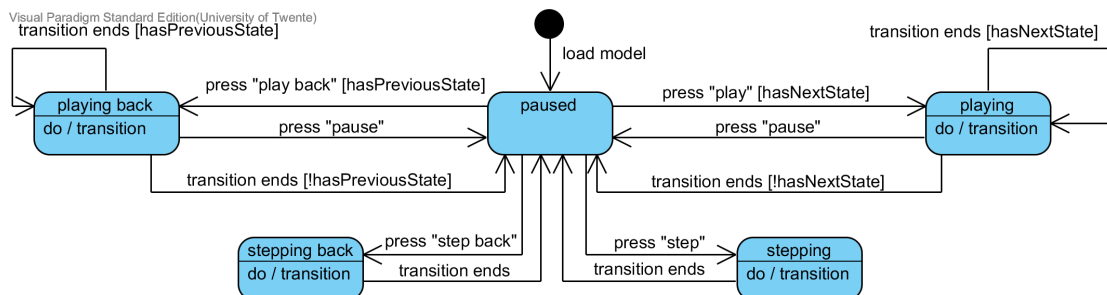 Visual Paradigm Standard Edition(University of Twente)
transition ends [hasPreviousState]
transition ends [hasNextState]
load model
press "play back" [hasPreviousState]
press "play" [hasNextState]
playing back
paused
playing
do / transition
press "pause"
press "pause"
do / transition
transition ends [!hasPreviousState]
transition ends [!hasNextState]
stepping back
press "step back"
press "step"
stepping
do / transition
transition ends
transition ends
do / transition